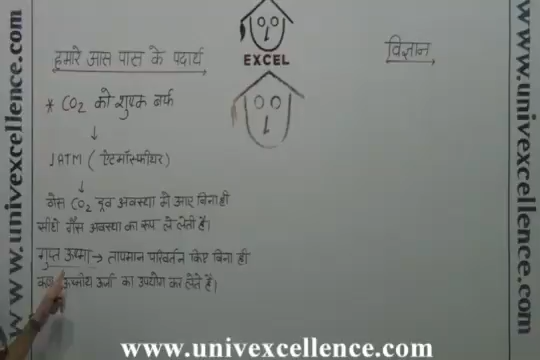 हमारे आस पास के पदार्थ
EXCEL
विज्ञान
* CO2 को शुष्क बर्फ
↓
1ATM ( ऐटमॉस्फीयर)
↓
गैस CO2 द्रव अवस्था में आए बिना ही
सीधे गैस अवस्था का रूप ले लेती है।
गुप्त ऊष्मा → तापमान परिवर्तन किए बिना ही
ऊष्मीय ऊर्जा का उपयोग कर लेते हैं।
www.univexcellence.com
www.univexcellence.com
www.univexcellence.com